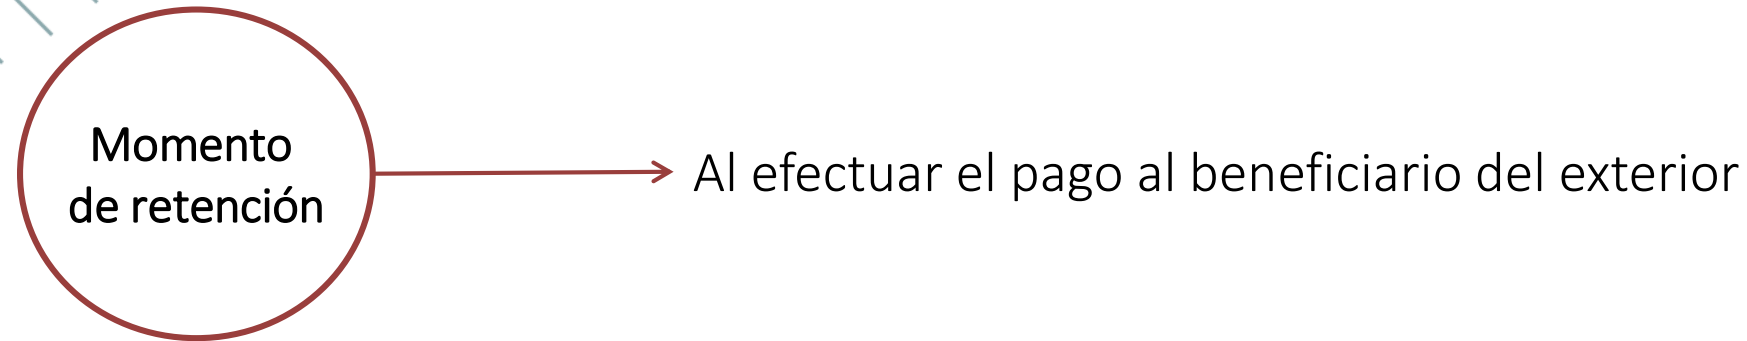 Momento
de retención
Al efectuar el pago al beneficiario del exterior